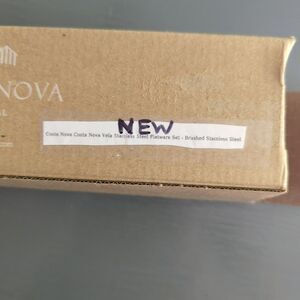 NOVA
NEW
Costa Nova Costa Nova Vela Stainless Steel Flatware Set - Brushed Stainless Steel